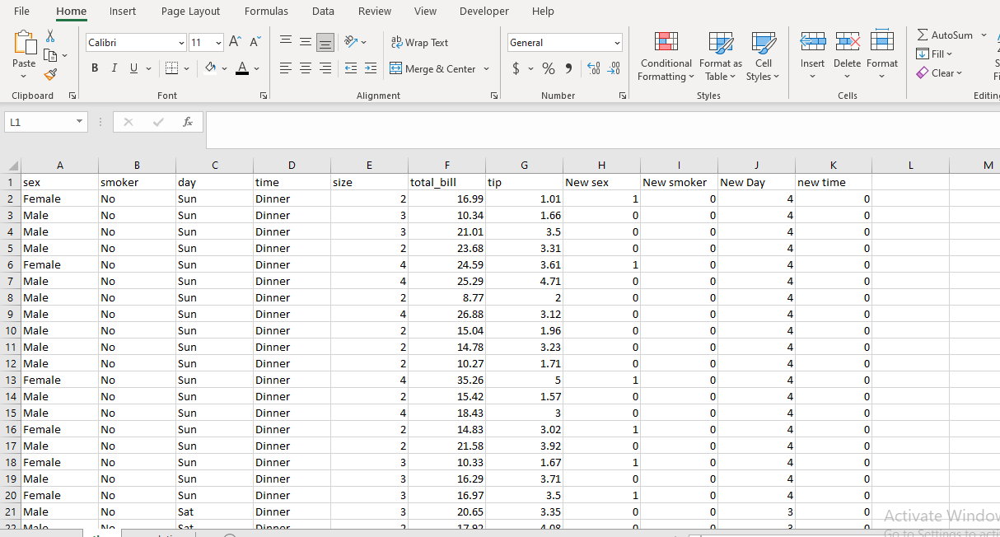 File Home Insert Page Layout Formulas Data Review View Developer Help
Calibri 11 Wrap Text General AutoSum
Paste Conditional Formatting Format as Table Cell Styles Insert Delete Format Fill
B I U Merge & Center $ % Clear
Clipboard Font Alignment Number Styles Cells Editin
L1 fx
A B C D E F G H I J K L M
1 sex smoker day time size total_bill tip New sex New smoker New Day new time
2 Female No Sun Dinner 2 16.99 1.01 1 0 4 0
3 Male No Sun Dinner 3 10.34 1.66 0 0 4 0
4 Male No Sun Dinner 3 21.01 3.5 0 0 4 0
5 Male No Sun Dinner 2 23.68 3.31 0 0 4 0
6 Female No Sun Dinner 4 24.59 3.61 1 0 4 0
7 Male No Sun Dinner 4 25.29 4.71 0 0 4 0
8 Male No Sun Dinner 2 8.77 2 0 0 4 0
9 Male No Sun Dinner 4 26.88 3.12 0 0 4 0
10 Male No Sun Dinner 2 15.04 1.96 0 0 4 0
11 Male No Sun Dinner 2 14.78 3.23 0 0 4 0
12 Male No Sun Dinner 2 10.27 1.71 0 0 4 0
13 Female No Sun Dinner 4 35.26 5 1 0 4 0
14 Male No Sun Dinner 2 15.42 1.57 0 0 4 0
15 Male No Sun Dinner 4 18.43 3 0 0 4 0
16 Female No Sun Dinner 2 14.83 3.02 1 0 4 0
17 Male No Sun Dinner 2 21.58 3.92 0 0 4 0
18 Female No Sun Dinner 3 10.33 1.67 1 0 4 0
19 Male No Sun Dinner 3 16.29 3.71 0 0 4 0
20 Female No Sun Dinner 3 16.97 3.5 1 0 4 0
21 Male No Sat Dinner 3 20.65 3.35 0 0 3 0
22 Male No Sat Dinner 2 17.92 4.08 0 0 3 0
Activate Window
Go to Settings to acti